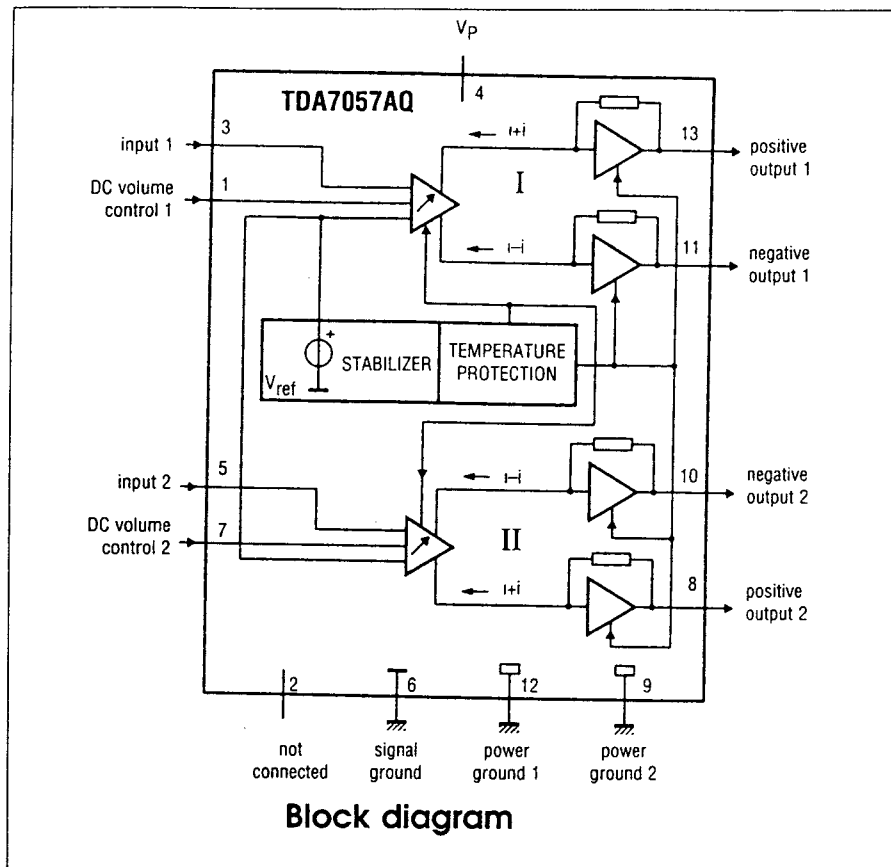 VP
TDA7057AQ
4
input 1
3
DC volume
control 1
1
I+i
I
13
positive
output 1
I–i
11
negative
output 1
+
Vref
STABILIZER
TEMPERATURE
PROTECTION
input 2
5
DC volume
control 2
7
I–i
II
10
negative
output 2
I+i
8
positive
output 2
2
6
12
9
not
connected
signal
ground
power
ground 1
power
ground 2
Block diagram